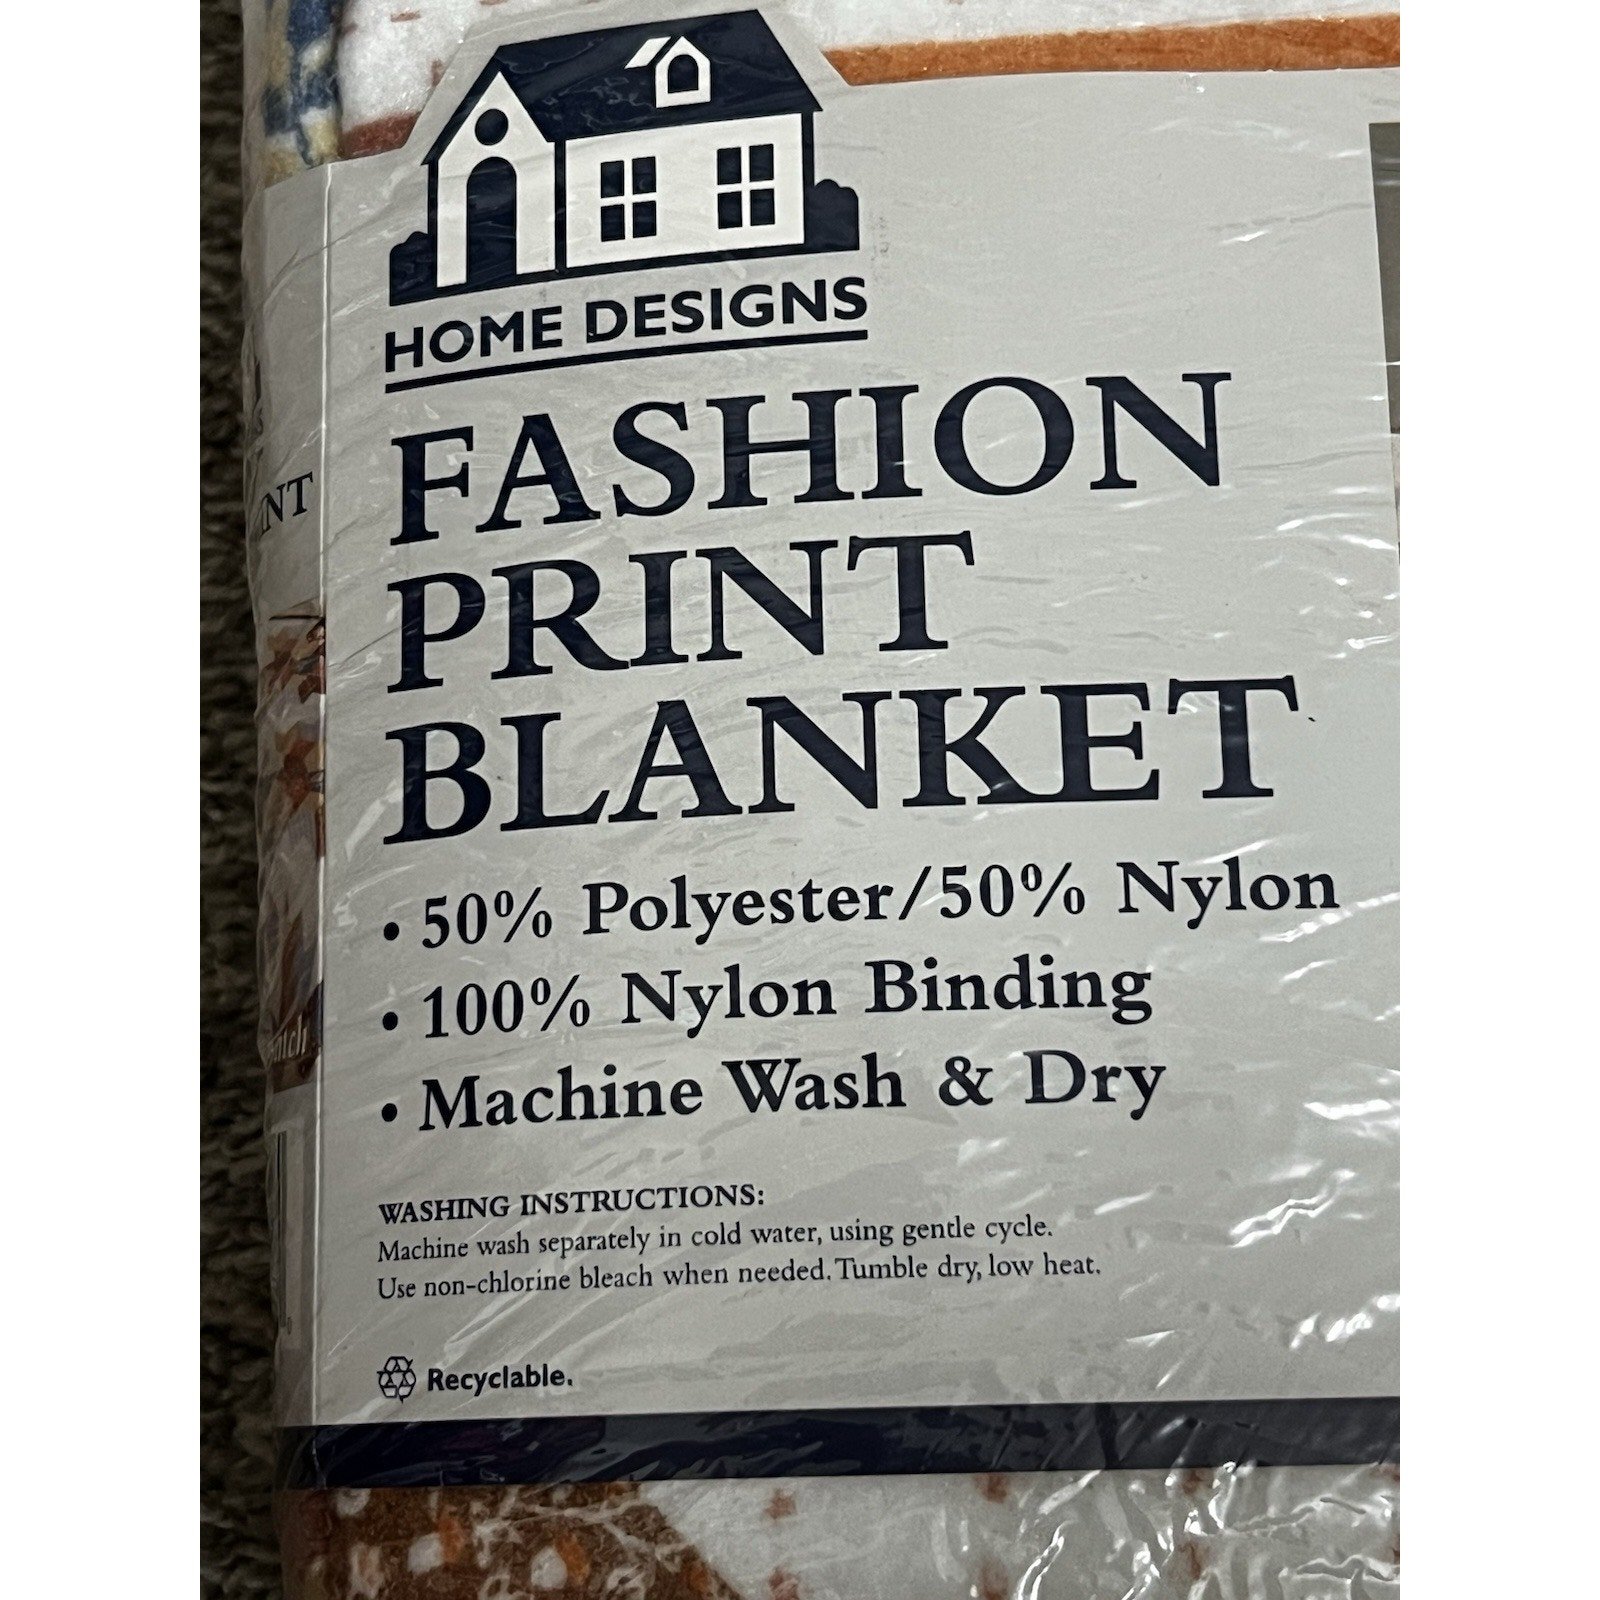 HOME DESIGNS
FASHION
PRINT
BLANKET
• 50% Polyester/50% Nylon
• 100% Nylon Binding
• Machine Wash & Dry
WASHING INSTRUCTIONS:
Machine wash separately in cold water, using gentle cycle.
Use non-chlorine bleach when needed. Tumble dry, low heat.
Recyclable.